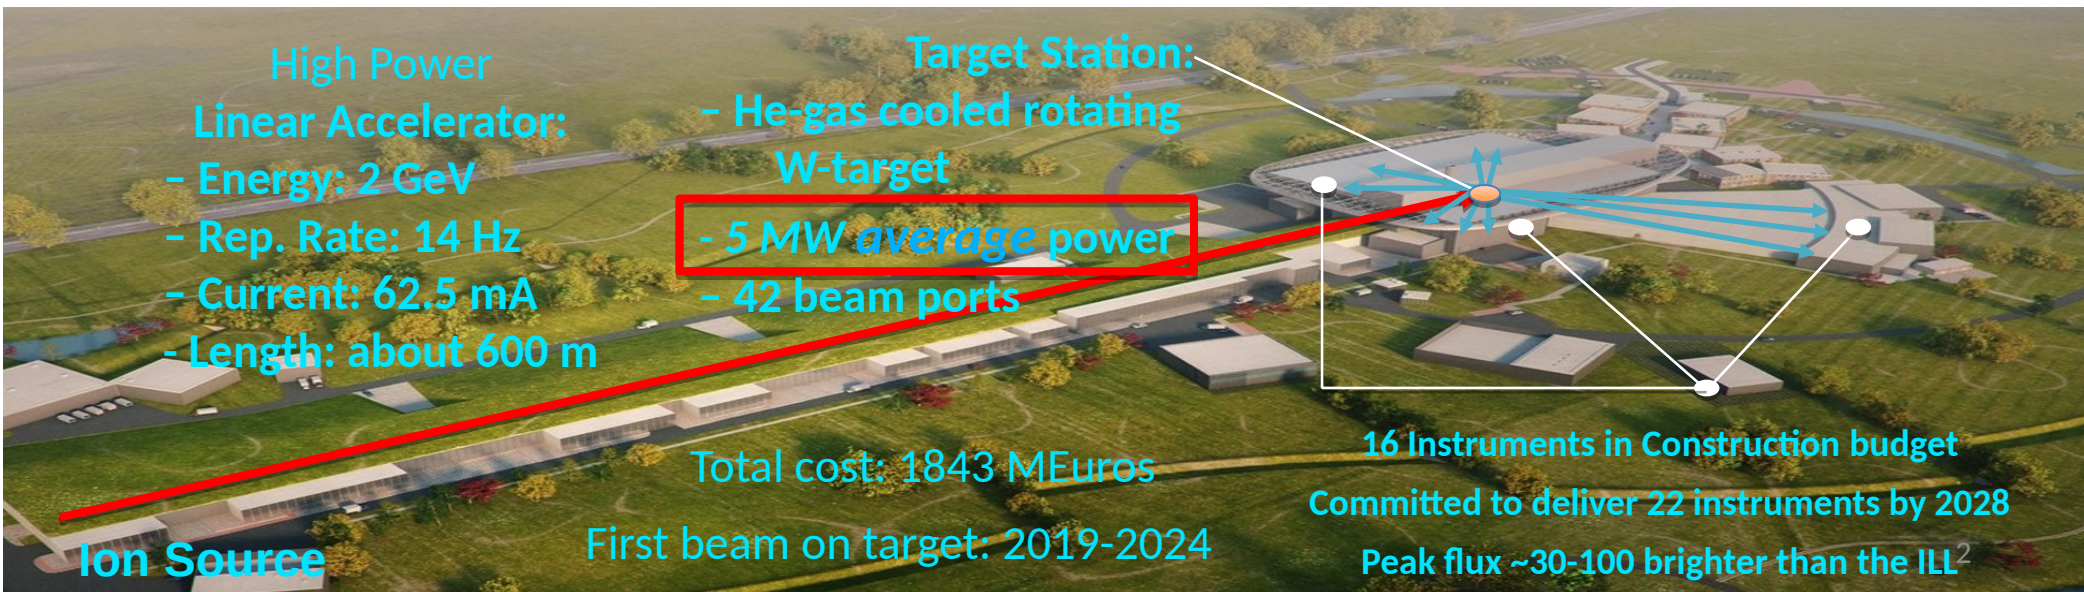 High Power
Linear Accelerator:
– Energy: 2 GeV
– Rep. Rate: 14 Hz
– Current: 62.5 mA
- Length: about 600 m
Target Station:
– He-gas cooled rotating
W-target
- 5 MW average power
– 42 beam ports
Total cost: 1843 MEuros
First beam on target: 2019-2024
Ion Source
16 Instruments in Construction budget
Committed to deliver 22 instruments by 2028
Peak flux ~30-100 brighter than the ILL
2